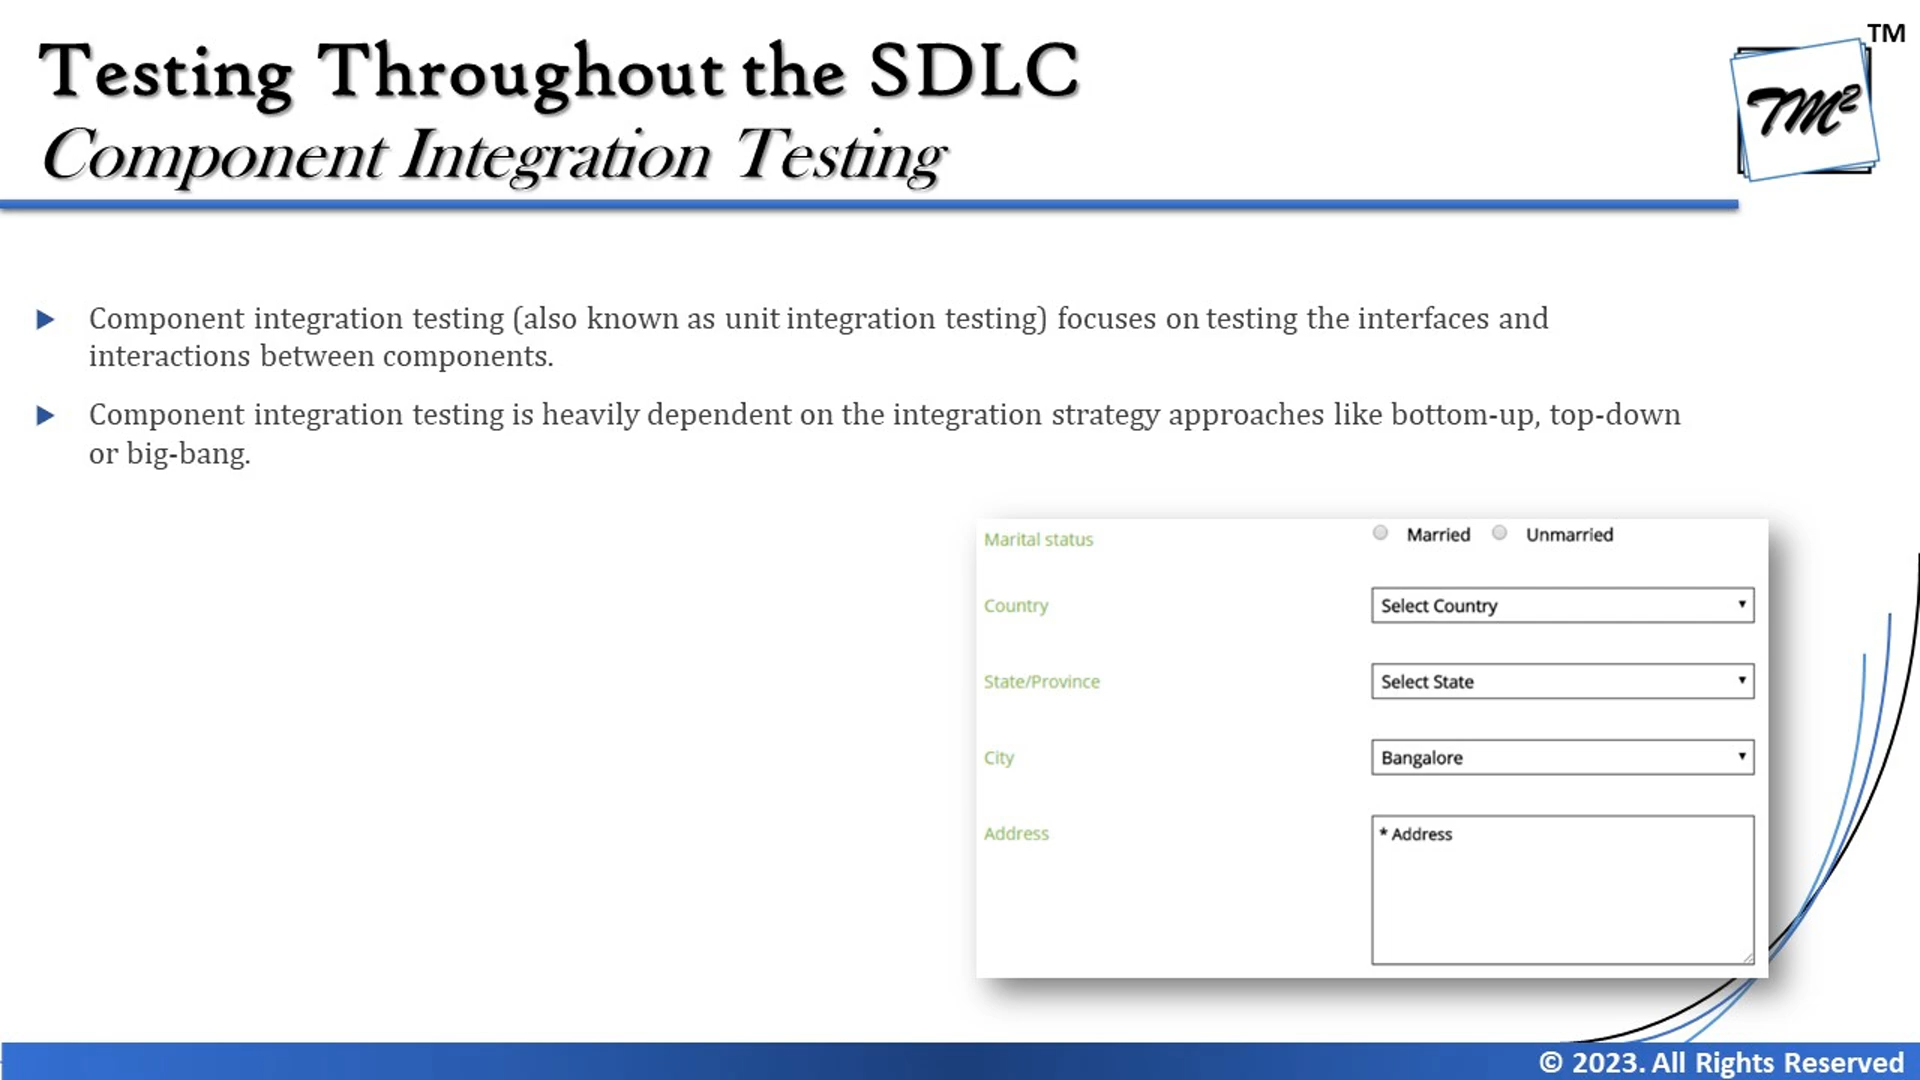 Testing Throughout the SDLC
Component Integration Testing
TM
TM²
Component integration testing (also known as unit integration testing) focuses on testing the interfaces and
interactions between components.
Component integration testing is heavily dependent on the integration strategy approaches like bottom-up, top-down
or big-bang.
Marital status
Married Unmarried
Country
Select Country
State/Province
Select State
City
Bangalore
Address
* Address
© 2023. All Rights Reserved